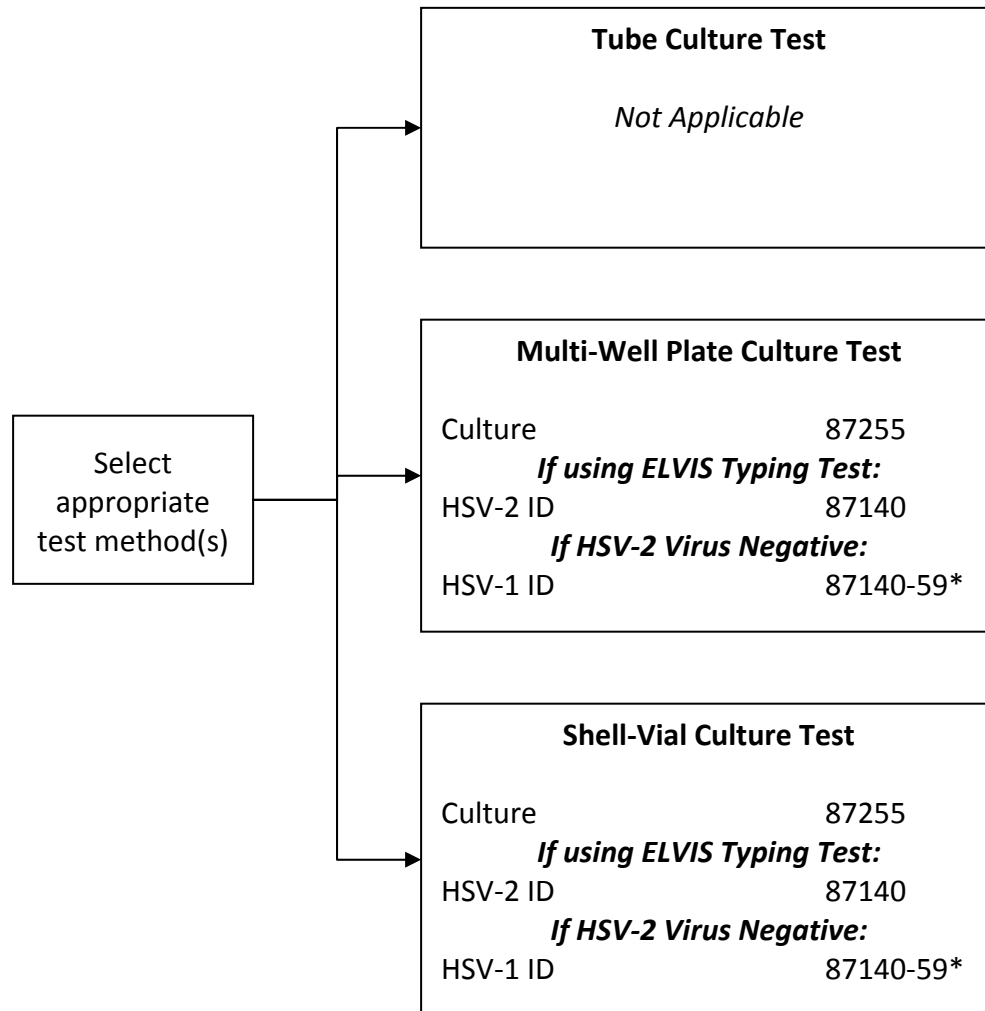 Tube Culture Test
Not Applicable
Select
appropriate
test method(s)
Multi-Well Plate Culture Test
Culture 87255
If using ELVIS Typing Test:
HSV-2 ID 87140
If HSV-2 Virus Negative:
HSV-1 ID 87140-59*
Shell-Vial Culture Test
Culture 87255
If using ELVIS Typing Test:
HSV-2 ID 87140
If HSV-2 Virus Negative:
HSV-1 ID 87140-59*